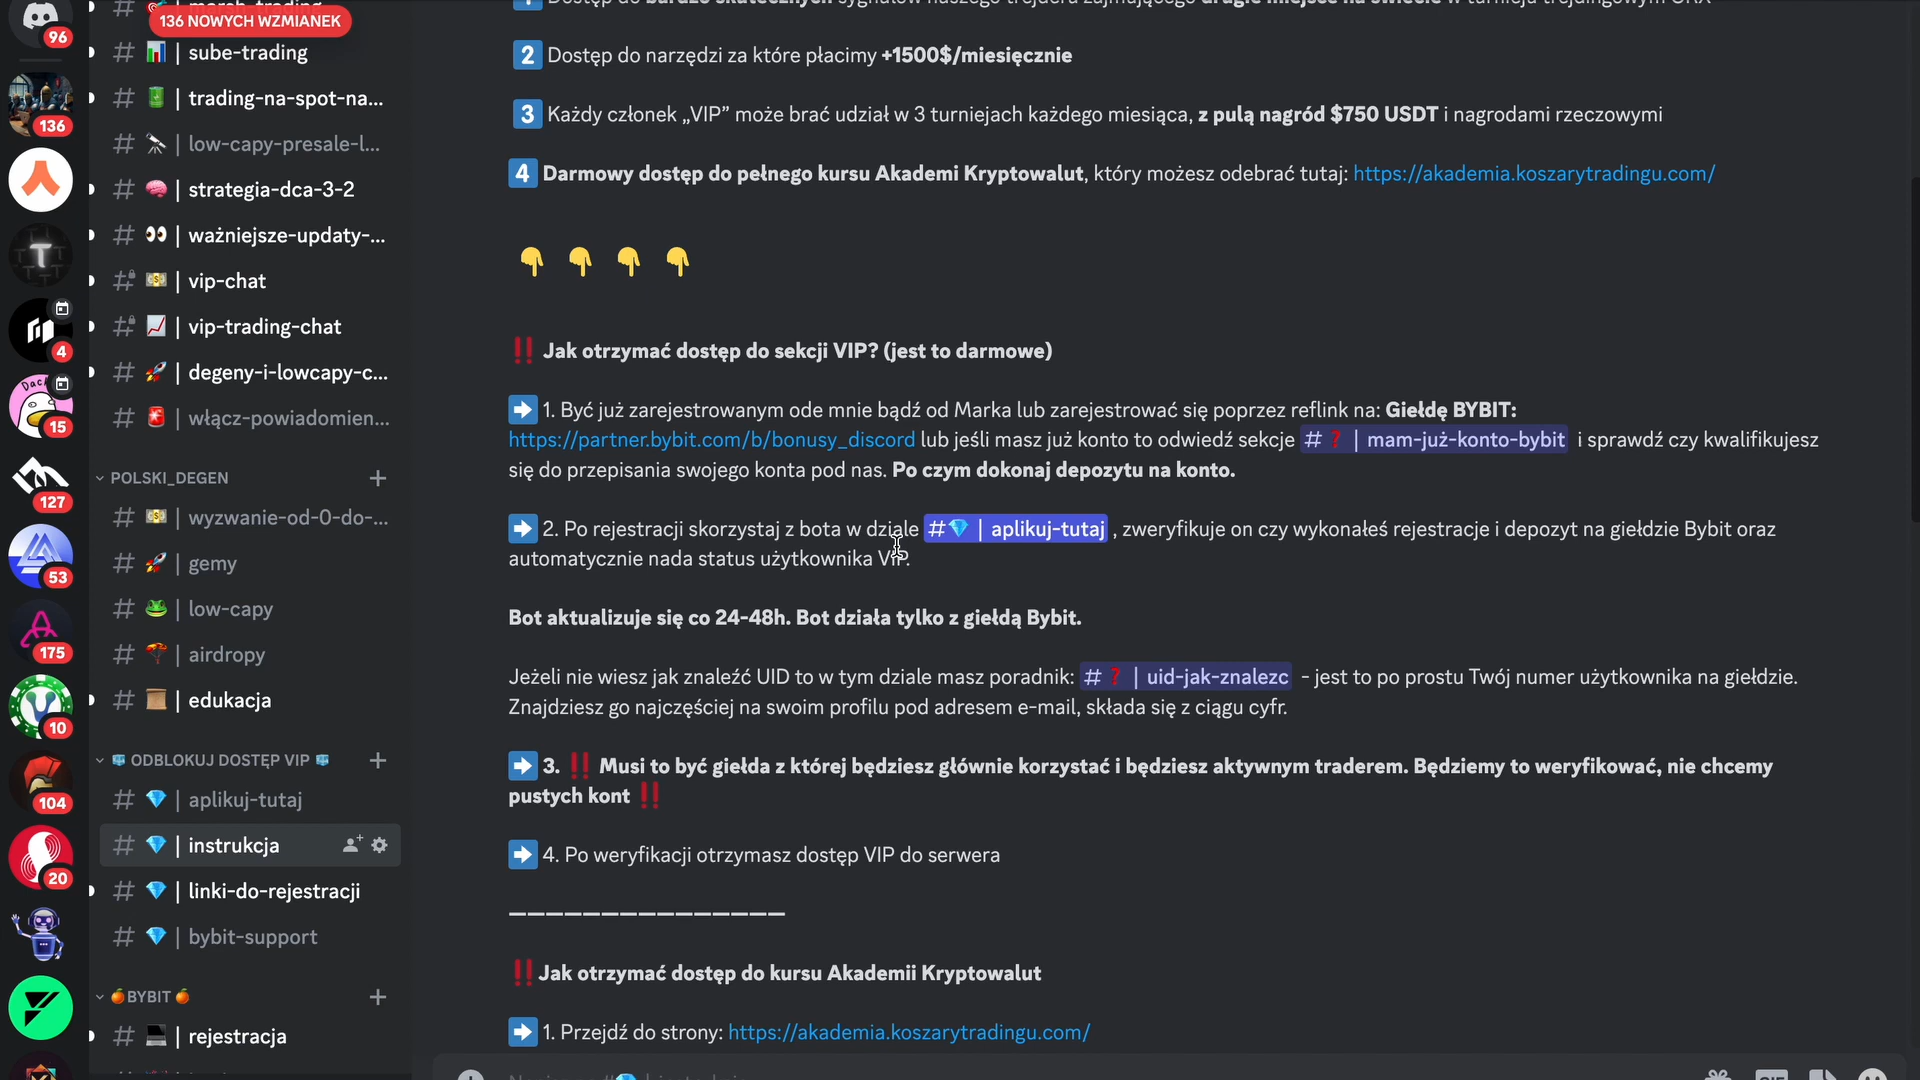 136 NOWYCH WZMIANEK
96
136
4
15
127
53
175
10
104
20
sube-trading
trading-na-spot-na...
low-capy-presale-l...
strategia-dca-3-2
ważniejsze-updaty-...
vip-chat
vip-trading-chat
degeny-i-lowcapy-c...
włącz-powiadomien...
POLSKI_DEGEN
wyzwanie-od-0-do-...
gemy
low-capy
airdropy
edukacja
ODBLOKUJ DOSTĘP VIP
aplikuj-tutaj
instrukcja
linki-do-rejestracji
bybit-support
BYBIT
rejestracja
2 Dostęp do narzędzi za które płacimy +1500$/miesięcznie
3 Każdy członek „VIP” może brać udział w 3 turniejach każdego miesiąca, z pulą nagród $750 USDT i nagrodami rzeczowymi
4 Darmowy dostęp do pełnego kursu Akademi Kryptowalut, który możesz odebrać tutaj: https://akademia.koszarytradingu.com/
‼️ Jak otrzymać dostęp do sekcji VIP? (jest to darmowe)
➡️ 1. Być już zarejestrowanym ode mnie bądź od Marka lub zarejestrować się poprzez reflink na: Giełdę BYBIT:
https://partner.bybit.com/b/bonusy_discord lub jeśli masz już konto to odwiedź sekcje # ❓ | mam-już-konto-bybit i sprawdź czy kwalifikujesz
się do przepisania swojego konta pod nas. Po czym dokonaj depozytu na konto.
➡️ 2. Po rejestracji skorzystaj z bota w dziale #💎 | aplikuj-tutaj , zweryfikuje on czy wykonałeś rejestracje i depozyt na giełdzie Bybit oraz
automatycznie nada status użytkownika VIP.
Bot aktualizuje się co 24-48h. Bot działa tylko z giełdą Bybit.
Jeżeli nie wiesz jak znaleźć UID to w tym dziale masz poradnik: # ❓ | uid-jak-znalezc - jest to po prostu Twój numer użytkownika na giełdzie.
Znajdziesz go najczęściej na swoim profilu pod adresem e-mail, składa się z ciągu cyfr.
➡️ 3. ‼️ Musi to być giełda z której będziesz głównie korzystać i będziesz aktywnym traderem. Będziemy to weryfikować, nie chcemy
pustych kont ‼️
➡️ 4. Po weryfikacji otrzymasz dostęp VIP do serwera
———————————————
‼️Jak otrzymać dostęp do kursu Akademii Kryptowalut
➡️ 1. Przejdź do strony: https://akademia.koszarytradingu.com/